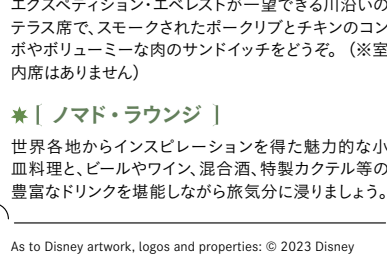 エクスペディション・エベレストが一望できる川沿いの
テラス席で、スモークされたポークリブとチキンのコン
ボやボリューミーな肉のサンドイッチをどうぞ。（※室
内席はありません）
✷［ ノマド・ラウンジ ］
世界各地からインスピレーションを得た魅力的な小
皿料理と、ビールやワイン、混合酒、特製カクテル等の
豊富なドリンクを堪能しながら旅気分に浸りましょう。
As to Disney artwork, logos and properties: © 2023 Disney